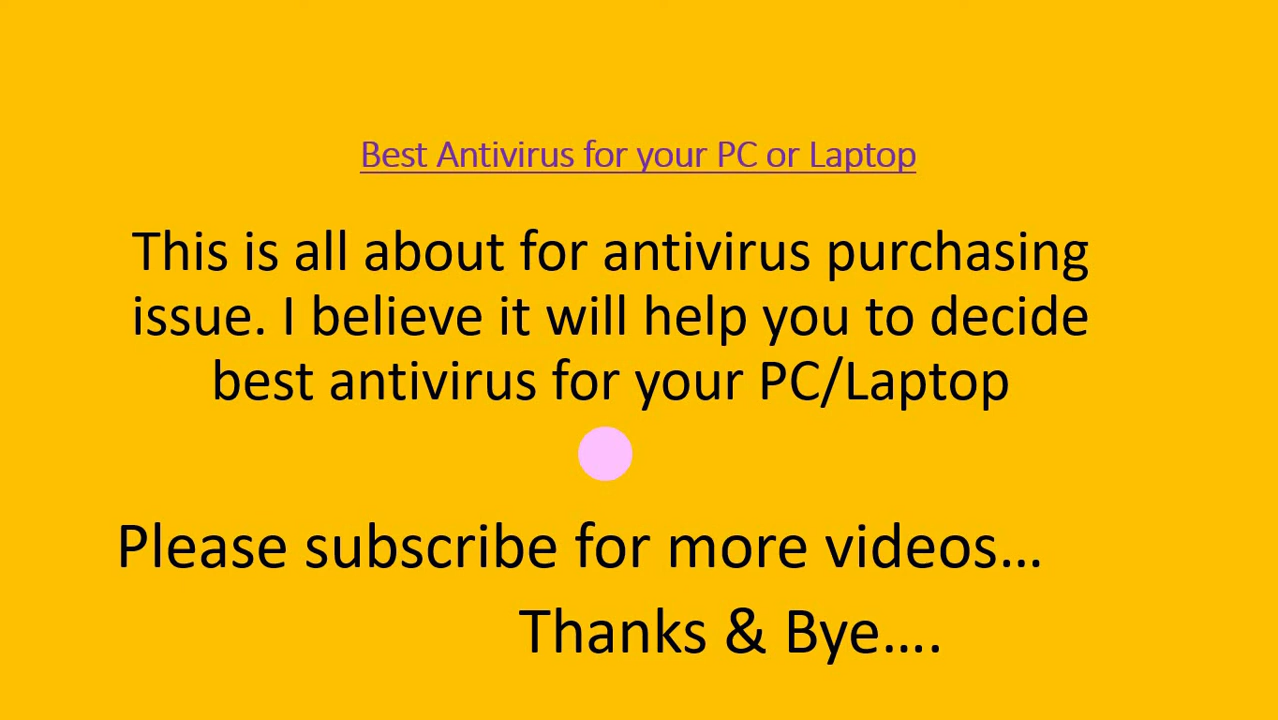 Best Antivirus for your PC or Laptop
This is all about for antivirus purchasing
issue. I believe it will help you to decide
best antivirus for your PC/Laptop
Please subscribe for more videos...
Thanks & Bye....